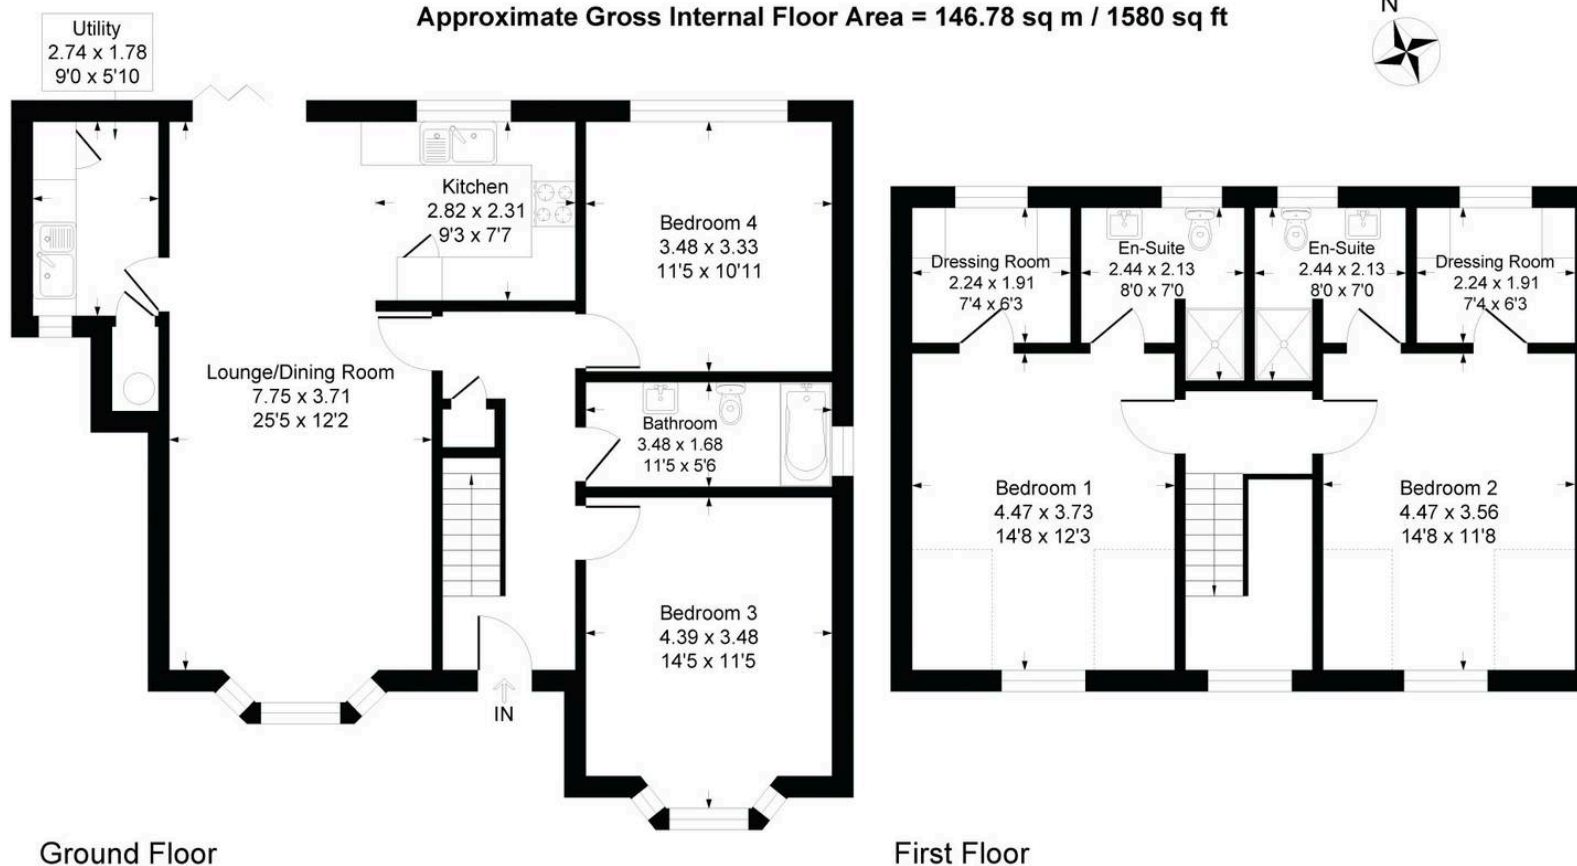 Approximate Gross Internal Floor Area = 146.78 sq m / 1580 sq ft
N
Utility
2.74 x 1.78
9'0 x 5'10
Kitchen
2.82 x 2.31
9'3 x 7'7
Bedroom 4
3.48 x 3.33
11'5 x 10'11
Lounge/Dining Room
7.75 x 3.71
25'5 x 12'2
Bathroom
3.48 x 1.68
11'5 x 5'6
Bedroom 3
4.39 x 3.48
14'5 x 11'5
IN
Ground Floor
Dressing Room
2.24 x 1.91
7'4 x 6'3
En-Suite
2.44 x 2.13
8'0 x 7'0
En-Suite
2.44 x 2.13
8'0 x 7'0
Dressing Room
2.24 x 1.91
7'4 x 6'3
Bedroom 1
4.47 x 3.73
14'8 x 12'3
Bedroom 2
4.47 x 3.56
14'8 x 11'8
First Floor